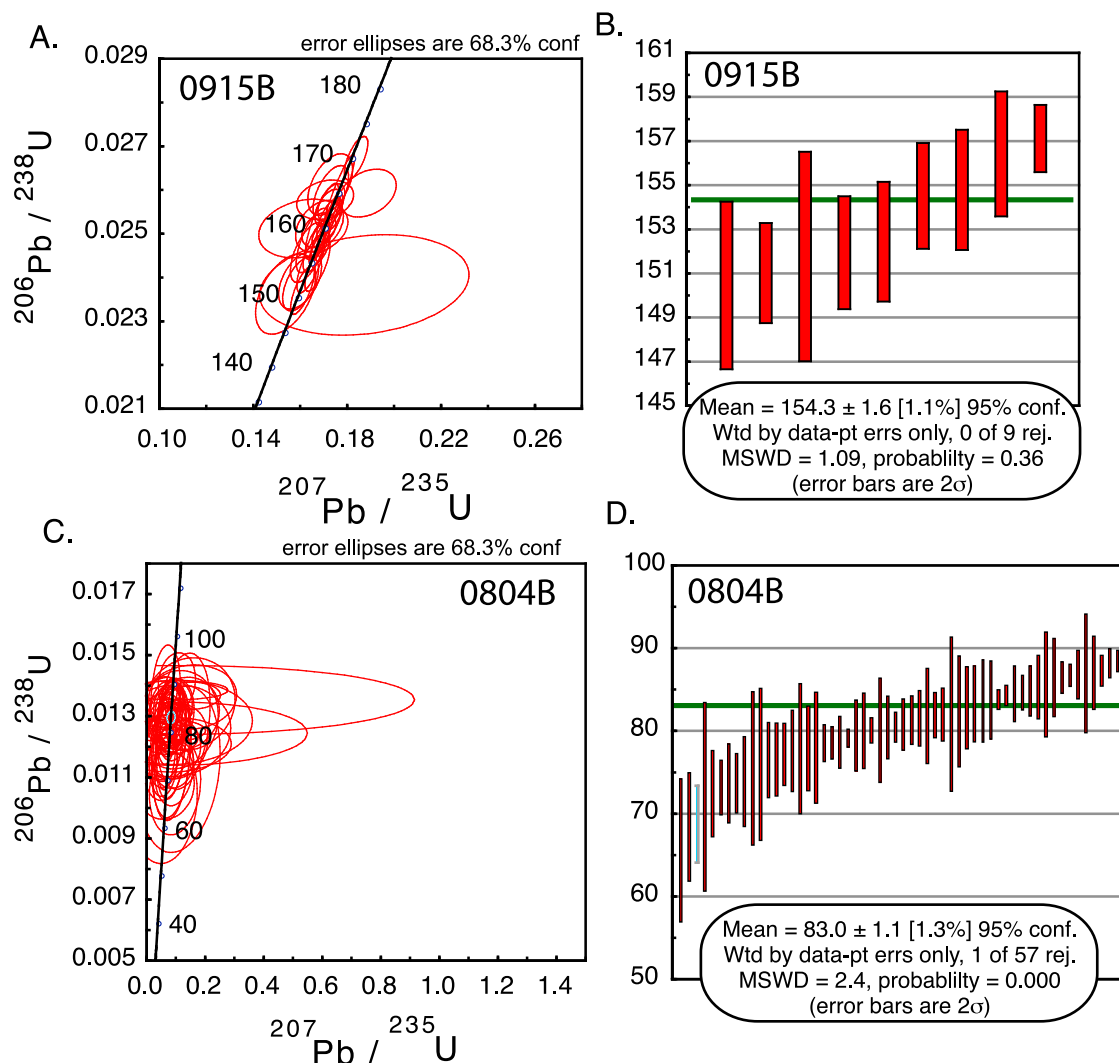 A.
error ellipses are 68.3% conf
0915B
0.029
0.027
0.025
0.023
0.021
180
170
160
150
140
0.10
0.14
0.18
0.22
0.26
206Pb / 238U
207Pb / 235U
B.
0915B
161
159
157
155
153
151
149
147
145
Mean = 154.3 ± 1.6 [1.1%] 95% conf.
Wtd by data-pt errs only, 0 of 9 rej.
MSWD = 1.09, probablilty = 0.36
(error bars are 2σ)
C.
error ellipses are 68.3% conf
0804B
0.017
0.015
0.013
0.011
0.009
0.007
0.005
100
80
60
40
0.0
0.2
0.4
0.6
0.8
1.0
1.2
1.4
206Pb / 238U
207Pb / 235U
D.
0804B
100
90
80
70
60
50
Mean = 83.0 ± 1.1 [1.3%] 95% conf.
Wtd by data-pt errs only, 1 of 57 rej.
MSWD = 2.4, probablilty = 0.000
(error bars are 2σ)